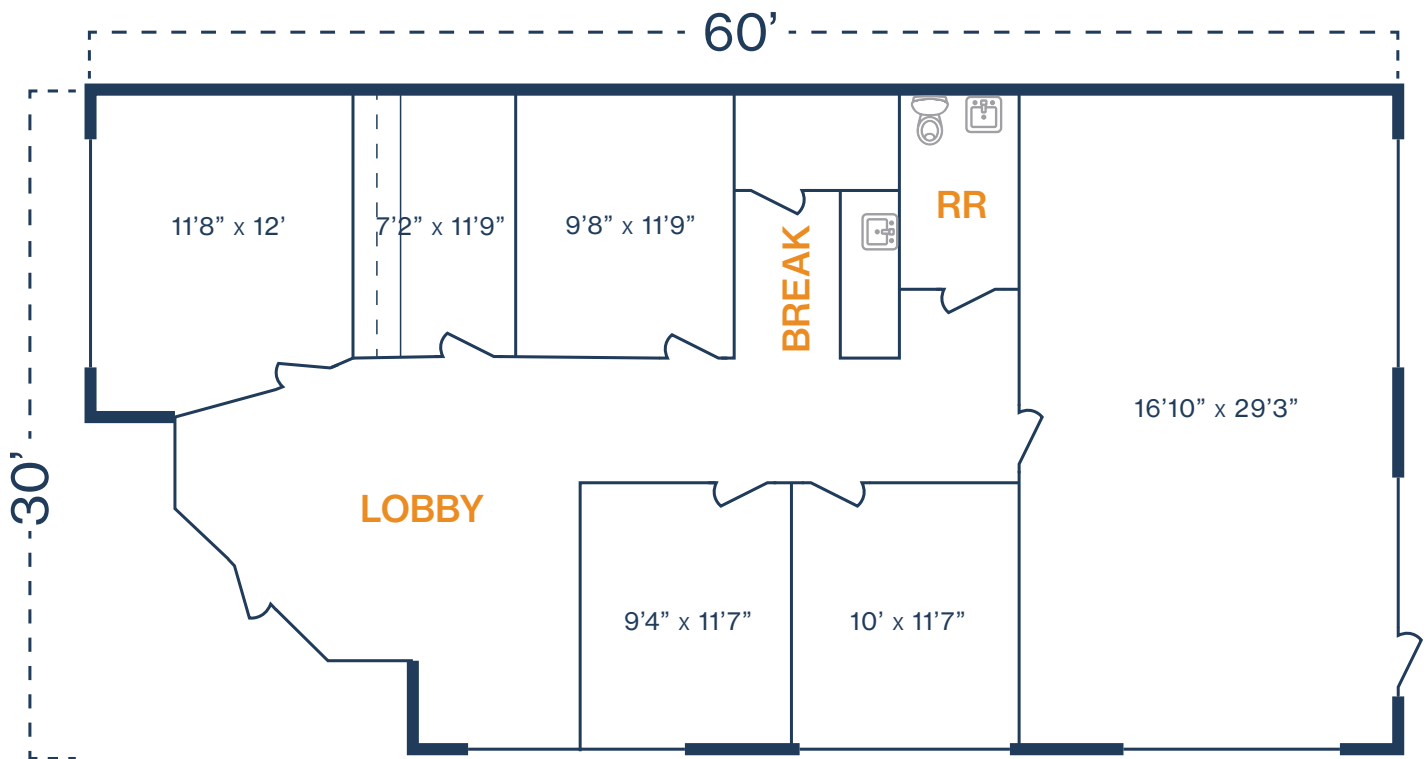 60’
11’8” x 12’
7’2” x 11’9”
9’8” x 11’9”
BREAK
RR
16’10” x 29’3”
30’
LOBBY
9’4” x 11’7”
10’ x 11’7”